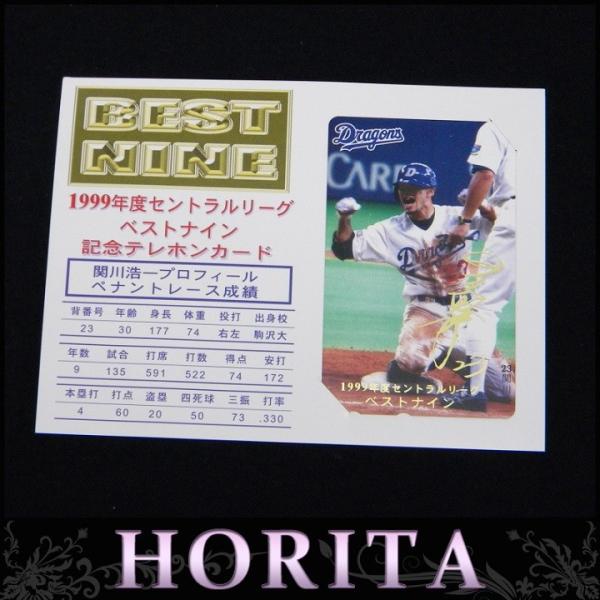 BEST
NINE
1999年度セントラルリーグ
ベストナイン
記念テレホンカード
関川浩一プロフィール
ペナントレース成績
背番号 年齢 身長 体重 投打 出身校
23 30 177 74 右左 駒沢大
年数 試合 打席 打数 得点 安打
9 135 591 522 74 172
本塁打 打点 盗塁 四死球 三振 打率
4 60 20 50 73 .330
Dragons
CARE
D
Dragons
23
関川
1999年度セントラルリーグ
ベストナイン
HORITA